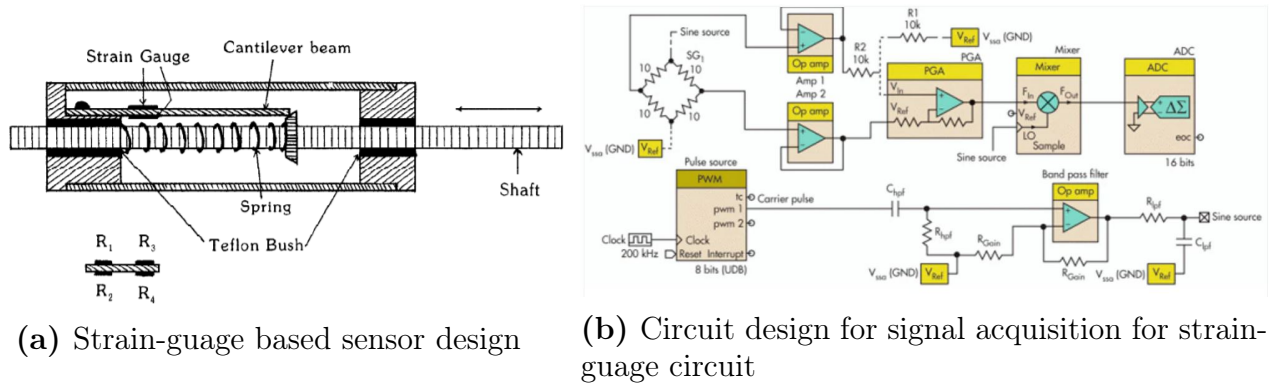 Strain Gauge
Cantilever beam
Shaft
Spring
Teflon Bush
R₁ R₃
R₂ R₄
(a) Strain-guage based sensor design
Sine source
SG₁
10
10
10
10
Vssa (GND) VRef
Op amp
Amp 1
Amp 2
Op amp
R1
10k
VRef Vssa (GND)
R2
10k
PGA
PGA
VIn
VRef
Mixer
Mixer
FIn
FOut
VRef
LO
Sample
Sine source
ADC
ADC
ΔΣ
eoc
16 bits
Pulse source
PWM
tc Carrier pulse
pwm 1
pwm 2
Clock Clock
200 kHz Reset Interrupt
8 bits (UDB)
Chpf
Rhpf
Vssa (GND) VRef
RGain
Band pass filter
Op amp
RGain
Rlpf
Sine source
Clpf
Vssa (GND) VRef
(b) Circuit design for signal acquisition for strain-
guage circuit